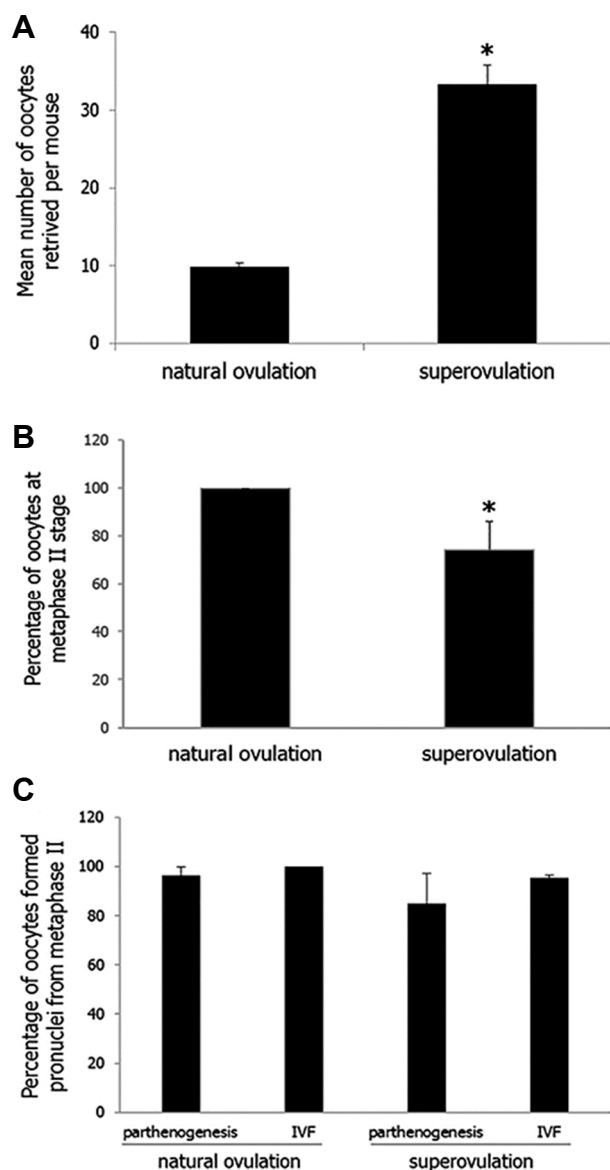 A
Mean number of oocytes
retrived per mouse
40
30
20
10
0
*
natural ovulation
superovulation
B
Percentage of oocytes at
metaphase II stage
120
100
80
60
40
20
0
*
natural ovulation
superovulation
C
Percentage of oocytes formed
pronuclei from metaphase II
120
100
80
60
40
20
0
parthenogenesis IVF parthenogenesis IVF
natural ovulation superovulation